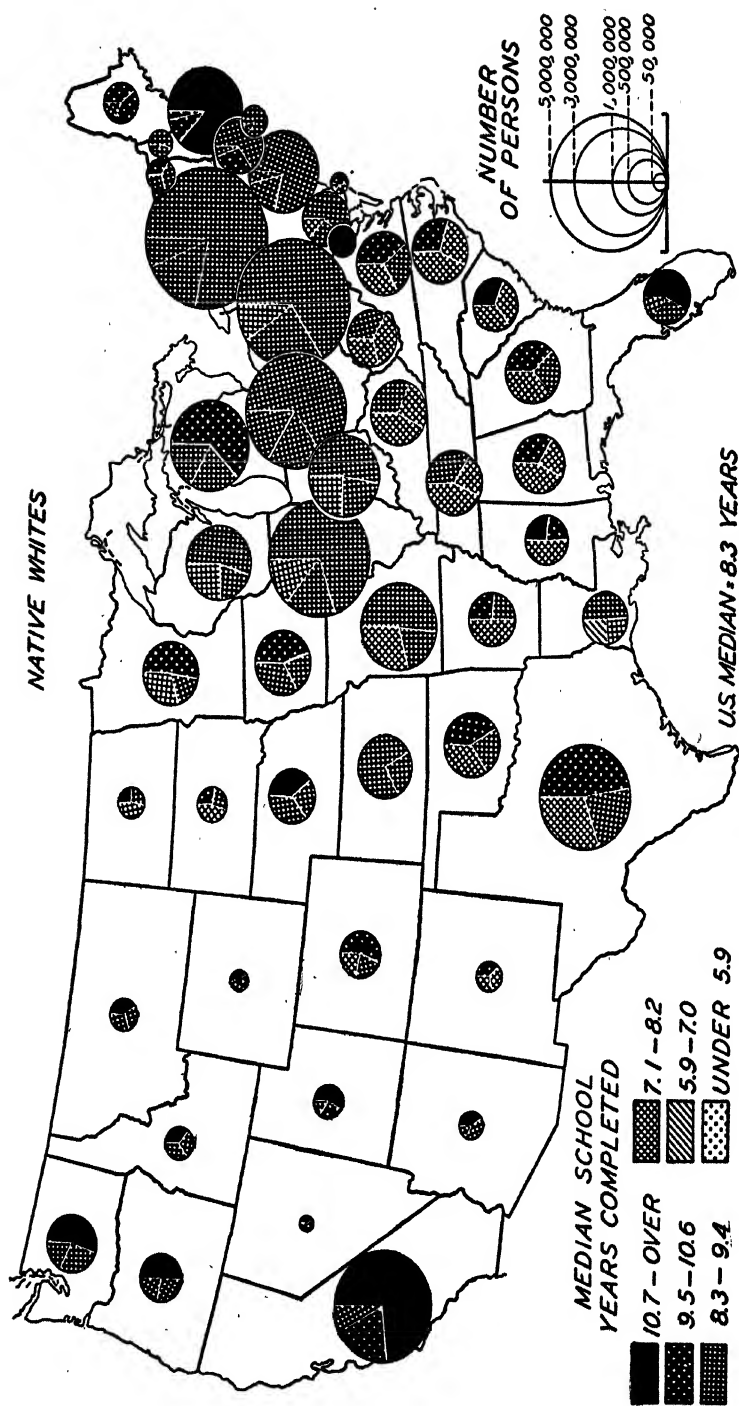 NATIVE WHITES
NUMBER
OF PERSONS
5,000,000
3,000,000
1,000,000
500,000
50,000
U.S. MEDIAN = 8.3 YEARS
MEDIAN SCHOOL
YEARS COMPLETED
10.7 - OVER
9.5 - 10.6
8.3 - 9.4
7.1 - 8.2
5.9 - 7.0
UNDER 5.9